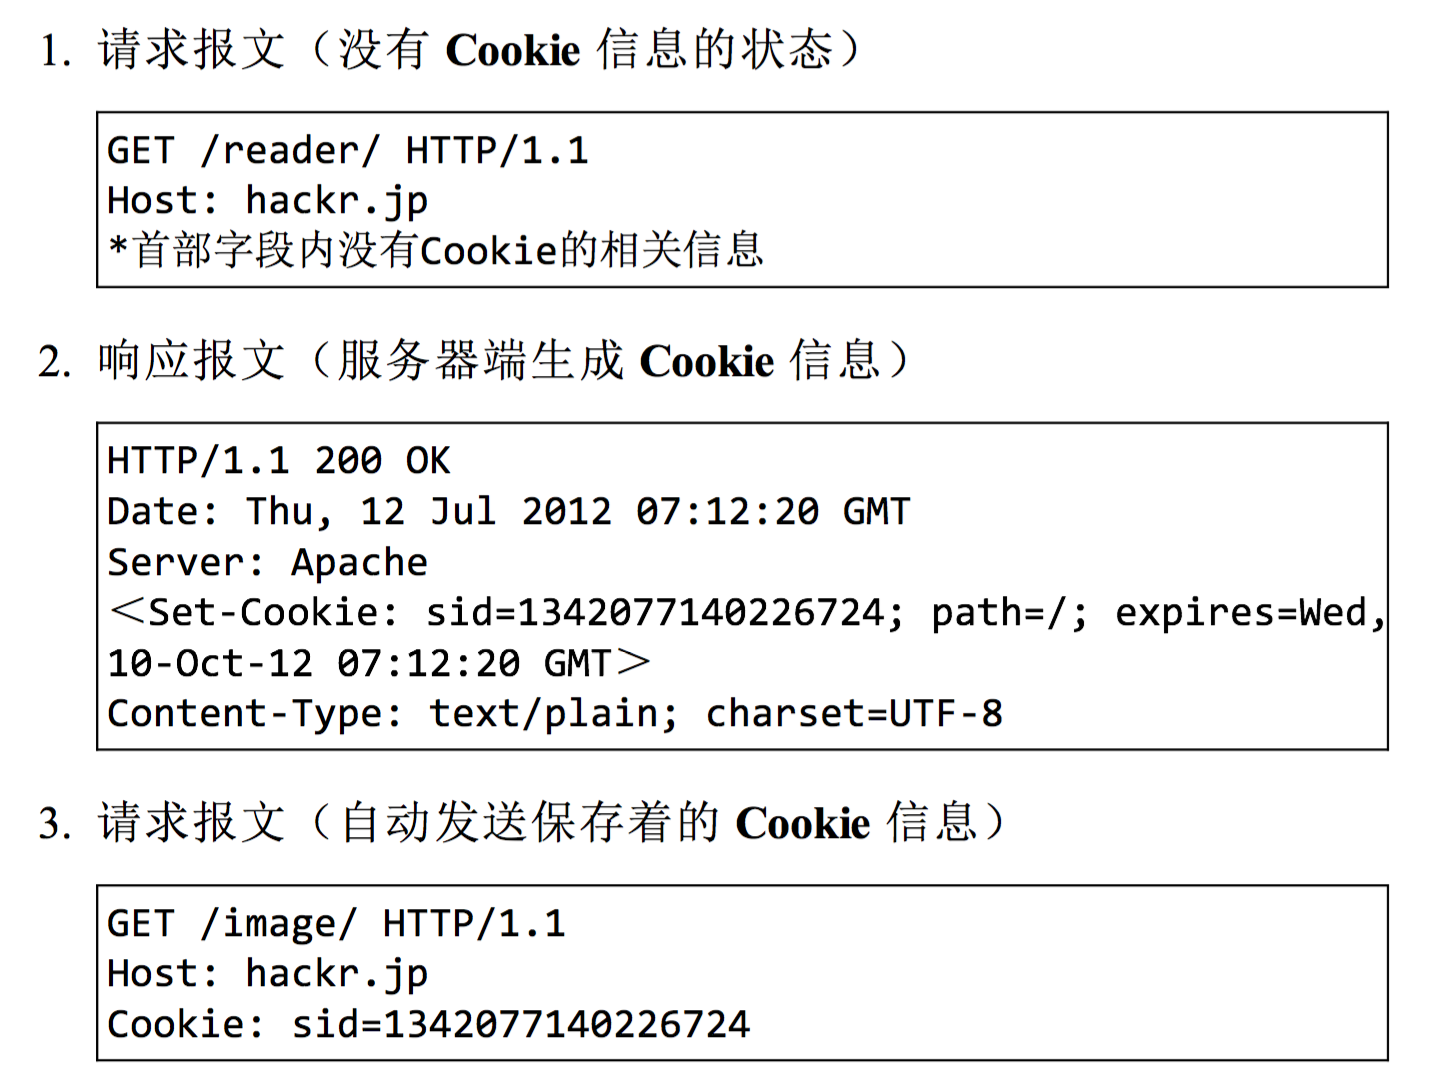 1. 请求报文（没有 Cookie 信息的状态）
GET /reader/ HTTP/1.1
Host: hackr.jp
*首部字段内没有Cookie的相关信息
2. 响应报文（服务器端生成 Cookie 信息）
HTTP/1.1 200 OK
Date: Thu, 12 Jul 2012 07:12:20 GMT
Server: Apache
＜Set-Cookie: sid=1342077140226724; path=/; expires=Wed,
10-Oct-12 07:12:20 GMT＞
Content-Type: text/plain; charset=UTF-8
3. 请求报文（自动发送保存着的 Cookie 信息）
GET /image/ HTTP/1.1
Host: hackr.jp
Cookie: sid=1342077140226724